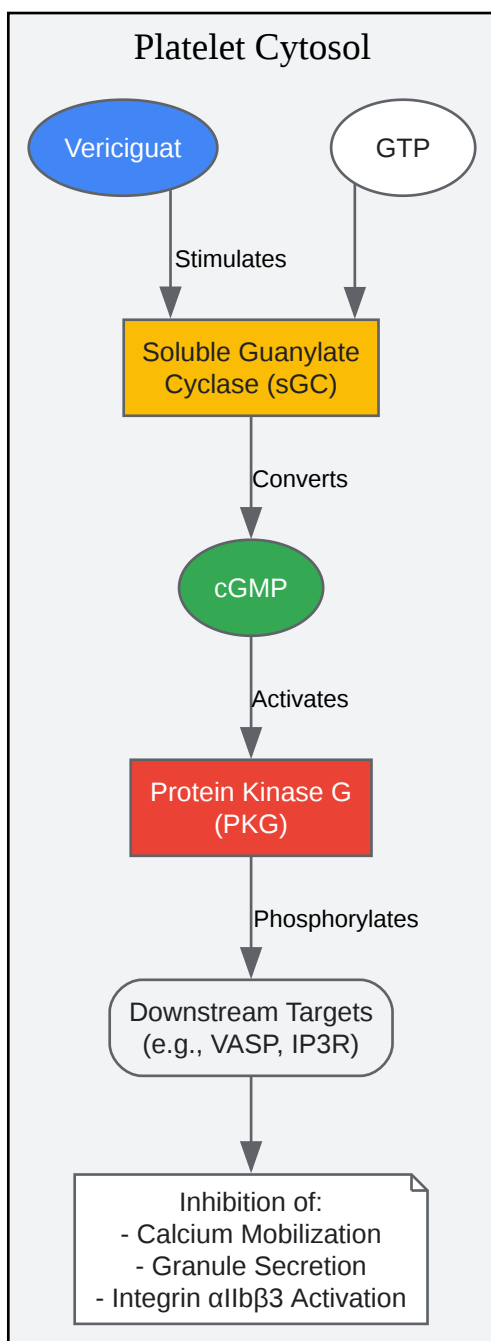 Platelet Cytosol
Vericiguat
GTP
Stimulates
Soluble Guanylate
Cyclase (sGC)
Converts
cGMP
Activates
Protein Kinase G
(PKG)
Phosphorylates
Downstream Targets
(e.g., VASP, IP3R)
Inhibition of:
- Calcium Mobilization
- Granule Secretion
- Integrin αIIbβ3 Activation